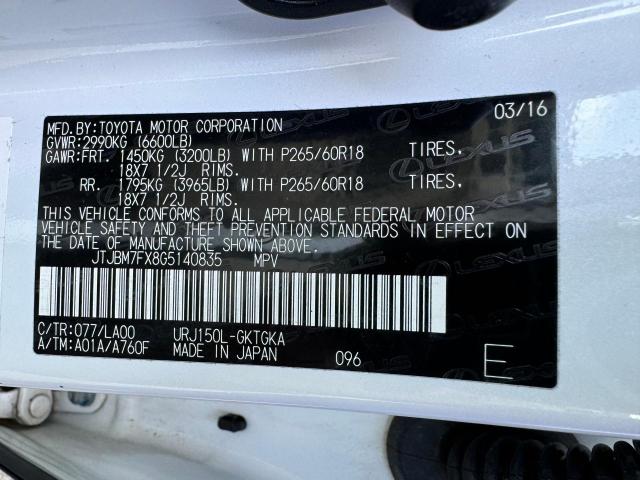 MFD.BY:TOYOTA MOTOR CORPORATION 03/16
GVWR:2990KG (6600LB)
GAWR:FRT. 1450KG (3200LB) WITH P265/60R18 TIRES,
18X7 1/2J RIMS.
RR. 1795KG (3965LB) WITH P265/60R18 TIRES,
18X7 1/2J RIMS.
THIS VEHICLE CONFORMS TO ALL APPLICABLE FEDERAL MOTOR
VEHICLE SAFETY AND THEFT PREVENTION STANDARDS IN EFFECT ON
THE DATE OF MANUFACTURE SHOWN ABOVE.
JTJBM7FX8G5140835 MPV
C/TR:077/LA00 URJ150L-GKTGKA
A/TM:A01A/A760F MADE IN JAPAN 096 E
LEXUS
LEXUS